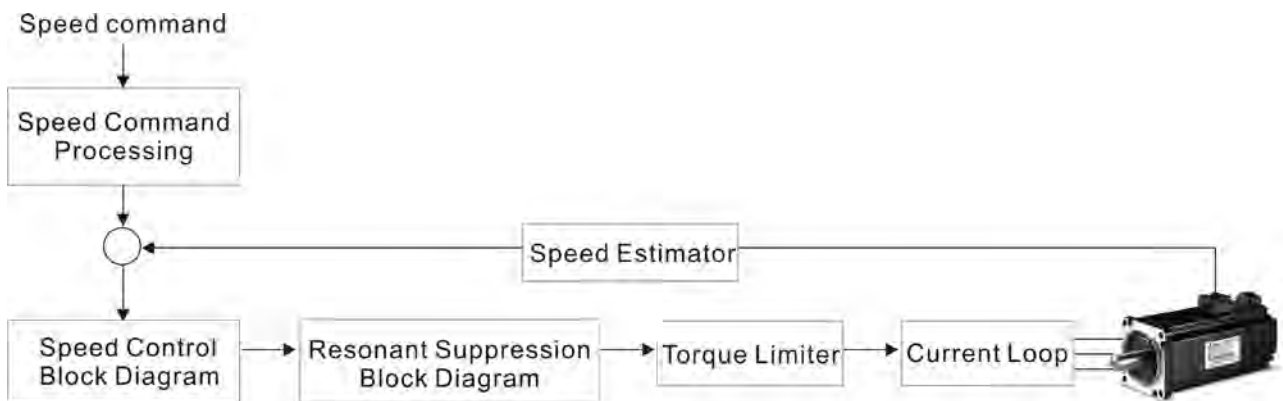 Speed command
Speed Command
Processing
Speed Estimator
Speed Control
Block Diagram
Resonant Suppression
Block Diagram
Torque Limiter
Current Loop